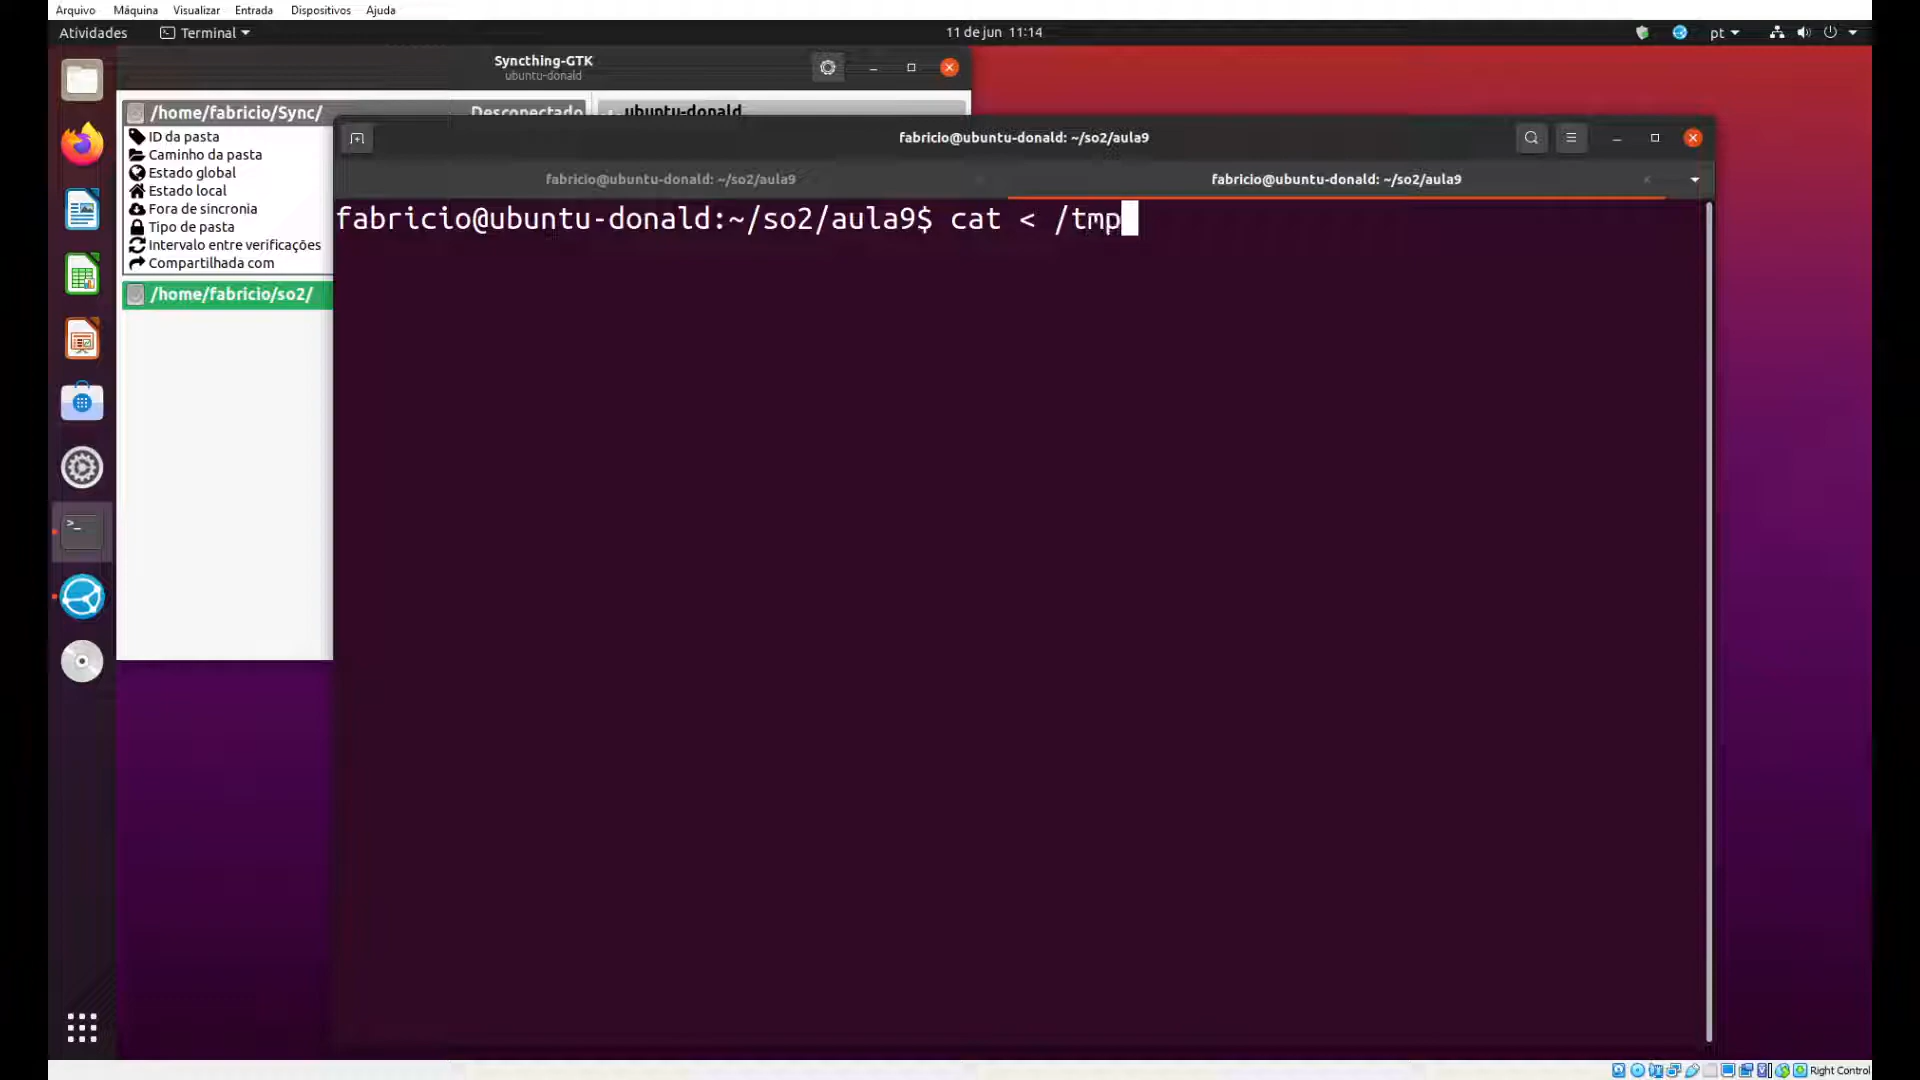 Arquivo Máquina Visualizar Entrada Dispositivos Ajuda
Atividades Terminal 11 de jun 11:14 pt
Syncthing-GTK
ubuntu-donald
/home/fabricio/Sync/ Desconectado ubuntu-donald
ID da pasta
Caminho da pasta
Estado global
Estado local
Fora de sincronia
Tipo de pasta
Intervalo entre verificações
Compartilhada com
/home/fabricio/so2/
fabricio@ubuntu-donald: ~/so2/aula9
fabricio@ubuntu-donald: ~/so2/aula9 fabricio@ubuntu-donald: ~/so2/aula9
fabricio@ubuntu-donald:~/so2/aula9$ cat < /tmp
Right Control